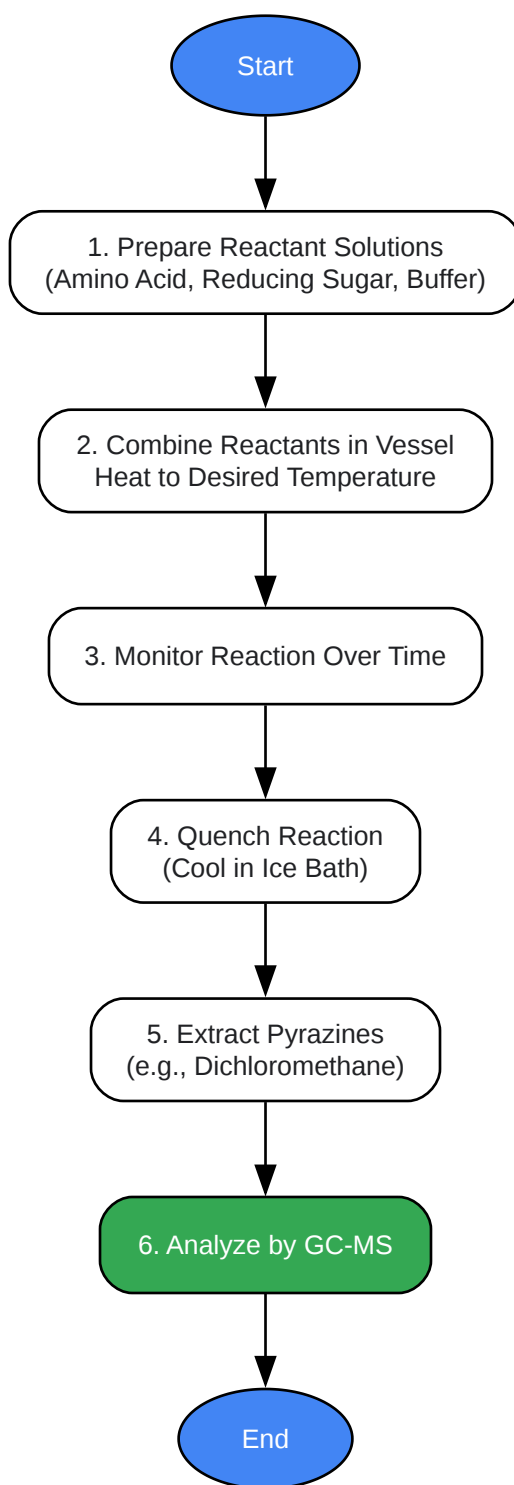 Start
1. Prepare Reactant Solutions
(Amino Acid, Reducing Sugar, Buffer)
2. Combine Reactants in Vessel
Heat to Desired Temperature
3. Monitor Reaction Over Time
4. Quench Reaction
(Cool in Ice Bath)
5. Extract Pyrazines
(e.g., Dichloromethane)
6. Analyze by GC-MS
End